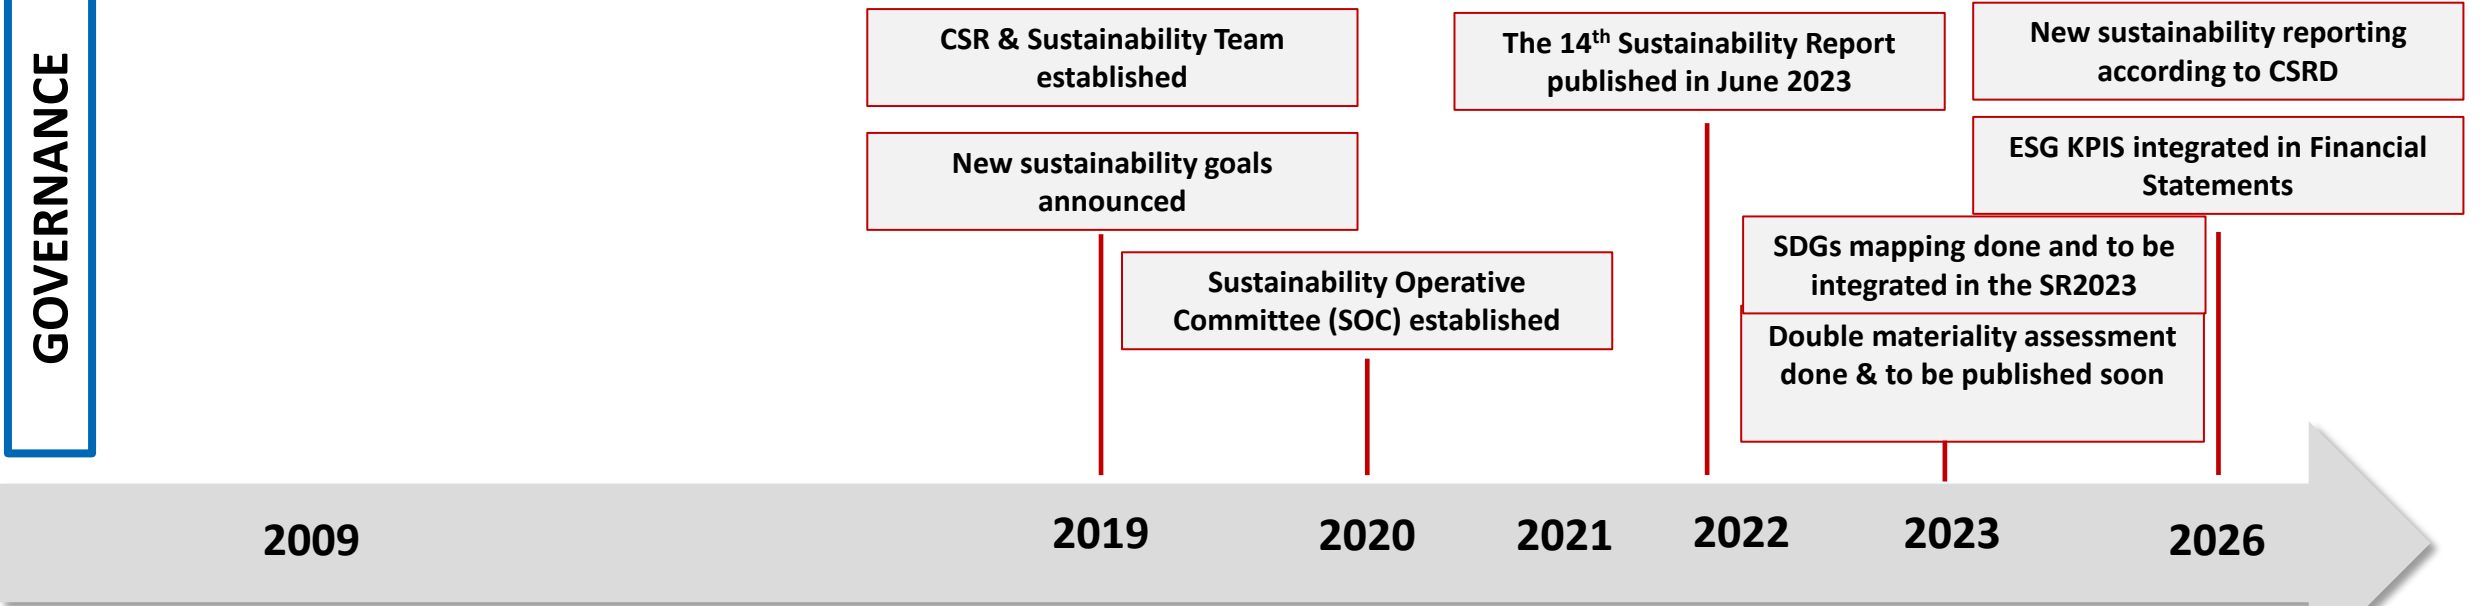 GOVERNANCE
CSR & Sustainability Team
established
New sustainability goals
announced
Sustainability Operative
Committee (SOC) established
The 14th Sustainability Report
published in June 2023
New sustainability reporting
according to CSRD
ESG KPIS integrated in Financial
Statements
SDGs mapping done and to be
integrated in the SR2023
Double materiality assessment
done & to be published soon
2009
2019
2020
2021
2022
2023
2026